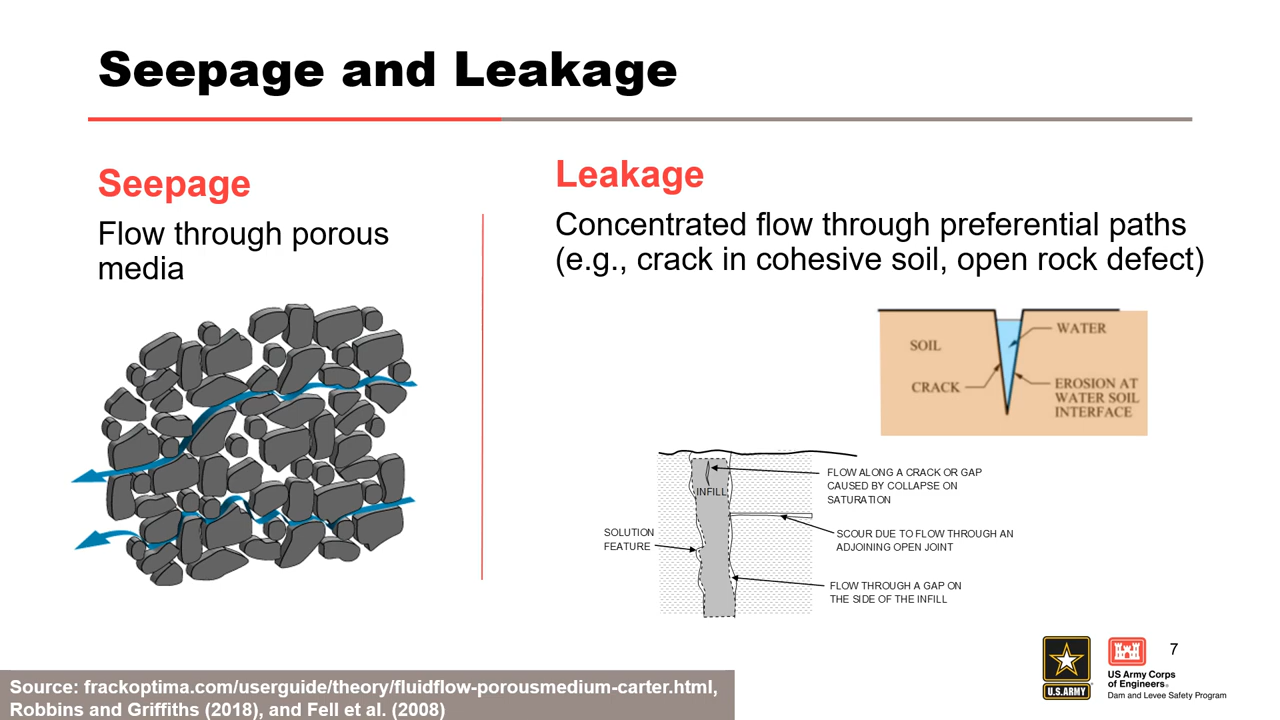 Seepage and Leakage
Seepage
Flow through porous
media
Leakage
Concentrated flow through preferential paths
(e.g., crack in cohesive soil, open rock defect)
WATER
SOIL
CRACK
EROSION AT
WATER SOIL
INTERFACE
FLOW ALONG A CRACK OR GAP
CAUSED BY COLLAPSE ON
SATURATION
INFILL
SOLUTION
FEATURE
SCOUR DUE TO FLOW THROUGH AN
ADJOINING OPEN JOINT
FLOW THROUGH A GAP ON
THE SIDE OF THE INFILL
U.S. ARMY
US Army Corps
of Engineers®
Dam and Levee Safety Program
7
Source: frackoptima.com/userguide/theory/fluidflow-porousmedium-carter.html,
Robbins and Griffiths (2018), and Fell et al. (2008)